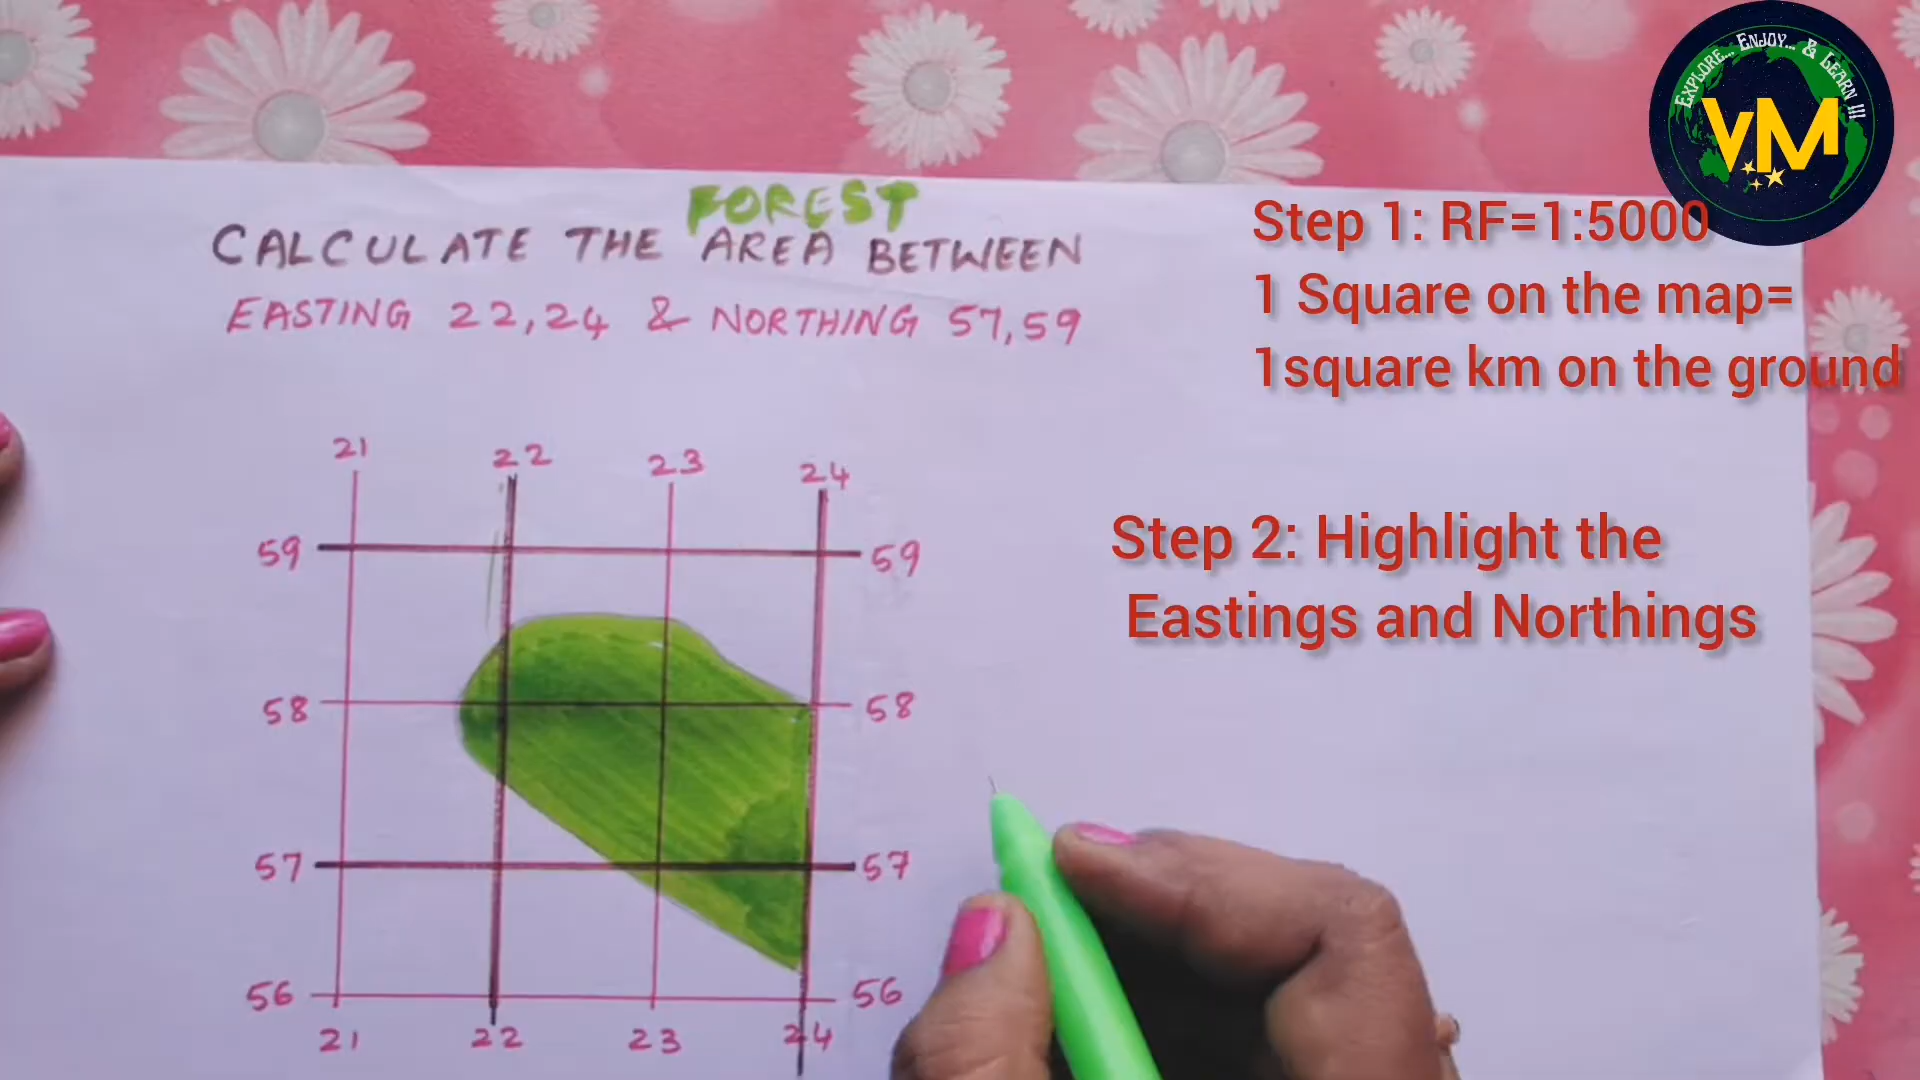 EXPLORE... ENJOY... & LEARN !!!
VM
FOREST
CALCULATE THE AREA BETWEEN
EASTING 22,24 & NORTHING 57,59
Step 1: RF=1:5000
1 Square on the map=
1square km on the ground
Step 2: Highlight the
Eastings and Northings
21 22 23 24
59 59
58 58
57 57
56 56
21 22 23 24